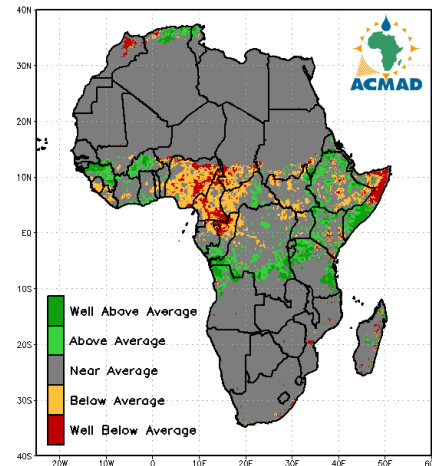 40N
ACMAD
30N
20N
10N
EQ
10S
Well Above Average
Above Average
20S
Near Average
Below Average
30S
Well Below Average
40S
20W 10W 0 10E 20E 30E 40E 50E 60E